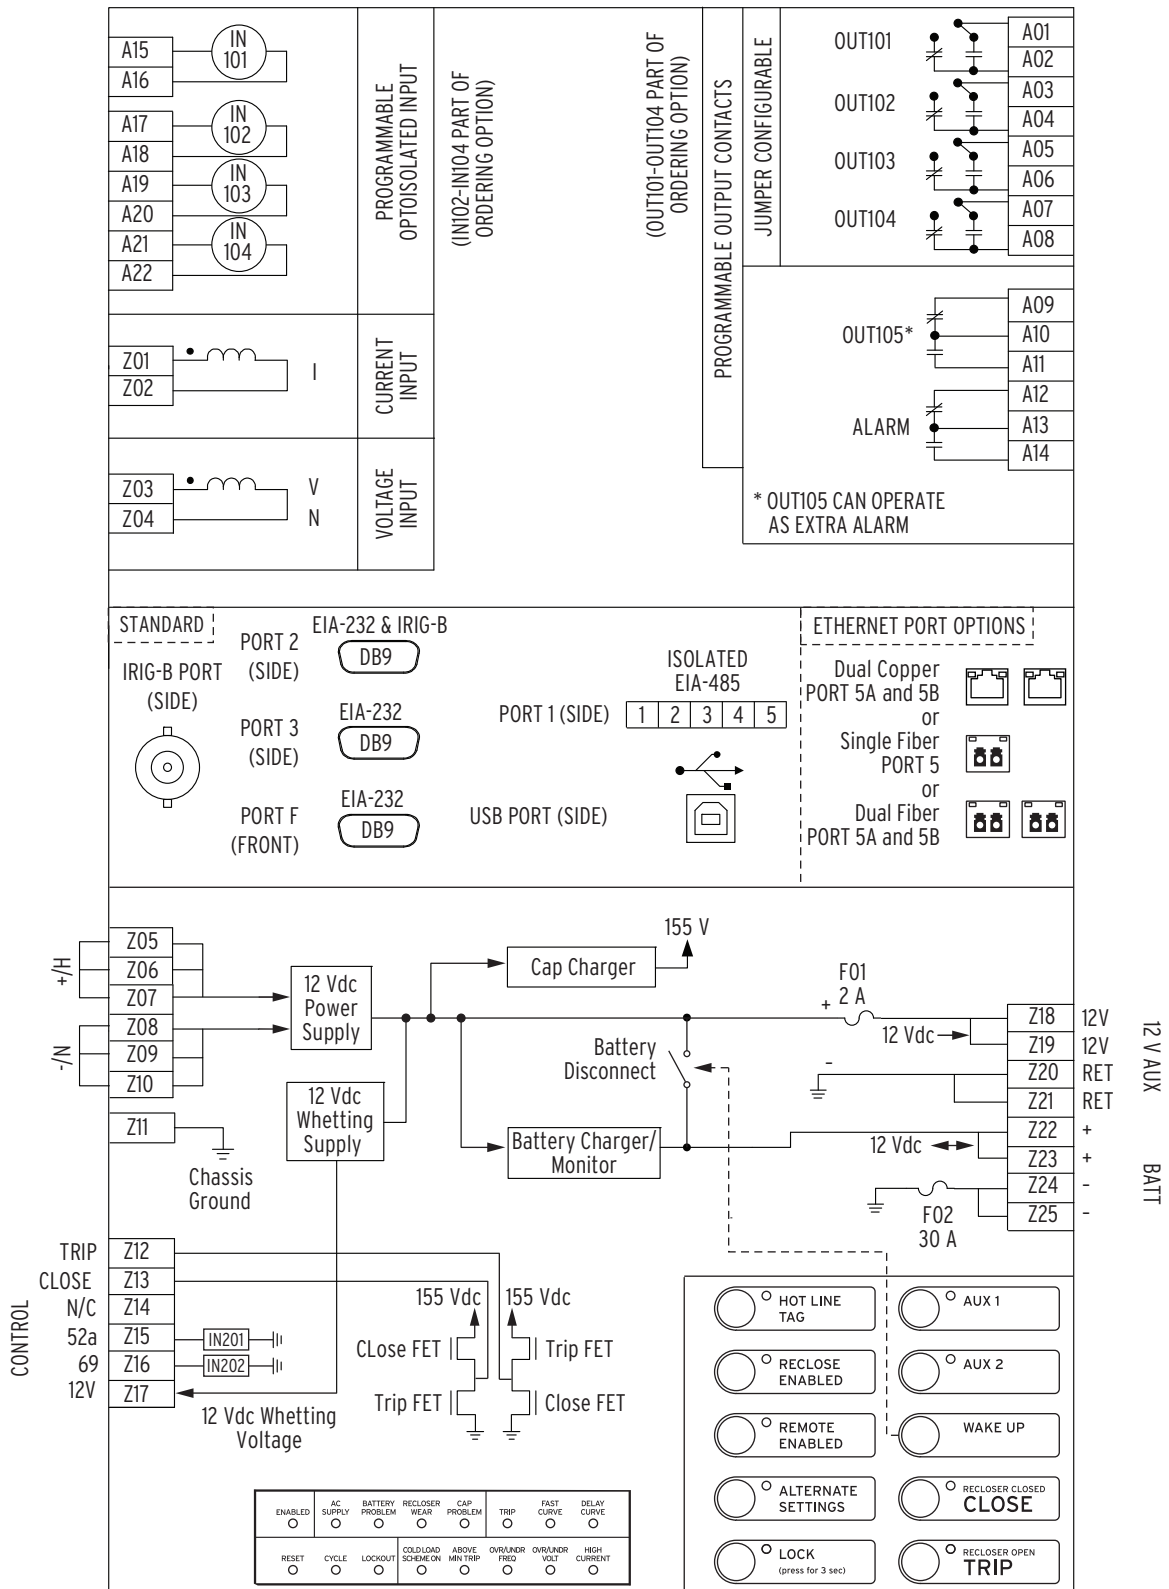 A15
A16
IN
101
A17
A18
IN
102
A19
A20
IN
103
A21
A22
IN
104
PROGRAMMABLE
OPTOISOLATED INPUT
(IN102-IN104 PART OF
ORDERING OPTION)
Z01
Z02
I
CURRENT
INPUT
Z03
Z04
V
N
VOLTAGE
INPUT
(OUT101-OUT104 PART OF
ORDERING OPTION)
PROGRAMMABLE OUTPUT CONTACTS
JUMPER CONFIGURABLE
OUT101
A01
A02
OUT102
A03
A04
OUT103
A05
A06
OUT104
A07
A08
OUT105*
A09
A10
A11
ALARM
A12
A13
A14
* OUT105 CAN OPERATE
AS EXTRA ALARM
STANDARD
IRIG-B PORT
(SIDE)
PORT 2
(SIDE)
EIA-232 & IRIG-B
DB9
PORT 3
(SIDE)
EIA-232
DB9
PORT F
(FRONT)
EIA-232
DB9
ISOLATED
EIA-485
PORT 1 (SIDE)
1 2 3 4 5
USB PORT (SIDE)
ETHERNET PORT OPTIONS
Dual Copper
PORT 5A and 5B
or
Single Fiber
PORT 5
or
Dual Fiber
PORT 5A and 5B
+/H
Z05
Z06
Z07
-/N
Z08
Z09
Z10
Z11
Chassis
Ground
12 Vdc
Power
Supply
12 Vdc
Whetting
Supply
Cap Charger
155 V
Battery
Disconnect
Battery Charger/
Monitor
F01
2 A
+
12 Vdc
-
12 Vdc
F02
30 A
Z18 12V
Z19 12V
Z20 RET
Z21 RET
Z22 +
Z23 +
Z24 -
Z25 -
12 V AUX
BATT
CONTROL
TRIP Z12
CLOSE Z13
N/C Z14
52a Z15 IN201
69 Z16 IN202
12V Z17
12 Vdc Whetting
Voltage
155 Vdc 155 Vdc
CLose FET
Trip FET
Trip FET
Close FET
ENABLED
AC
SUPPLY
BATTERY
PROBLEM
RECLOSER
WEAR
CAP
PROBLEM
TRIP
FAST
CURVE
DELAY
CURVE
RESET
CYCLE
LOCKOUT
COLD LOAD
SCHEME ON
ABOVE
MIN TRIP
OVR/UNDR
FREQ
OVR/UNDR
VOLT
HIGH
CURRENT
HOT LINE
TAG
AUX 1
RECLOSE
ENABLED
AUX 2
REMOTE
ENABLED
WAKE UP
ALTERNATE
SETTINGS
RECLOSER CLOSED
CLOSE
LOCK
(press for 3 sec)
RECLOSER OPEN
TRIP